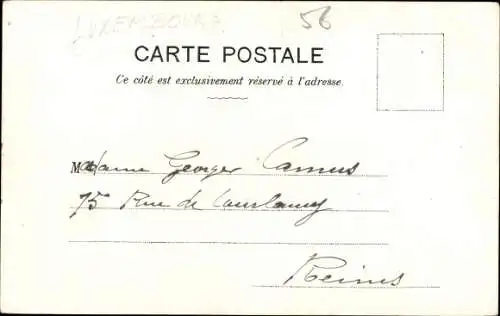 LUXEMBOURG
56
CARTE POSTALE
Ce côté est exclusivement réservé à l'adresse.
Madame Georges Camus
75 Rue de Courlancy
Reims